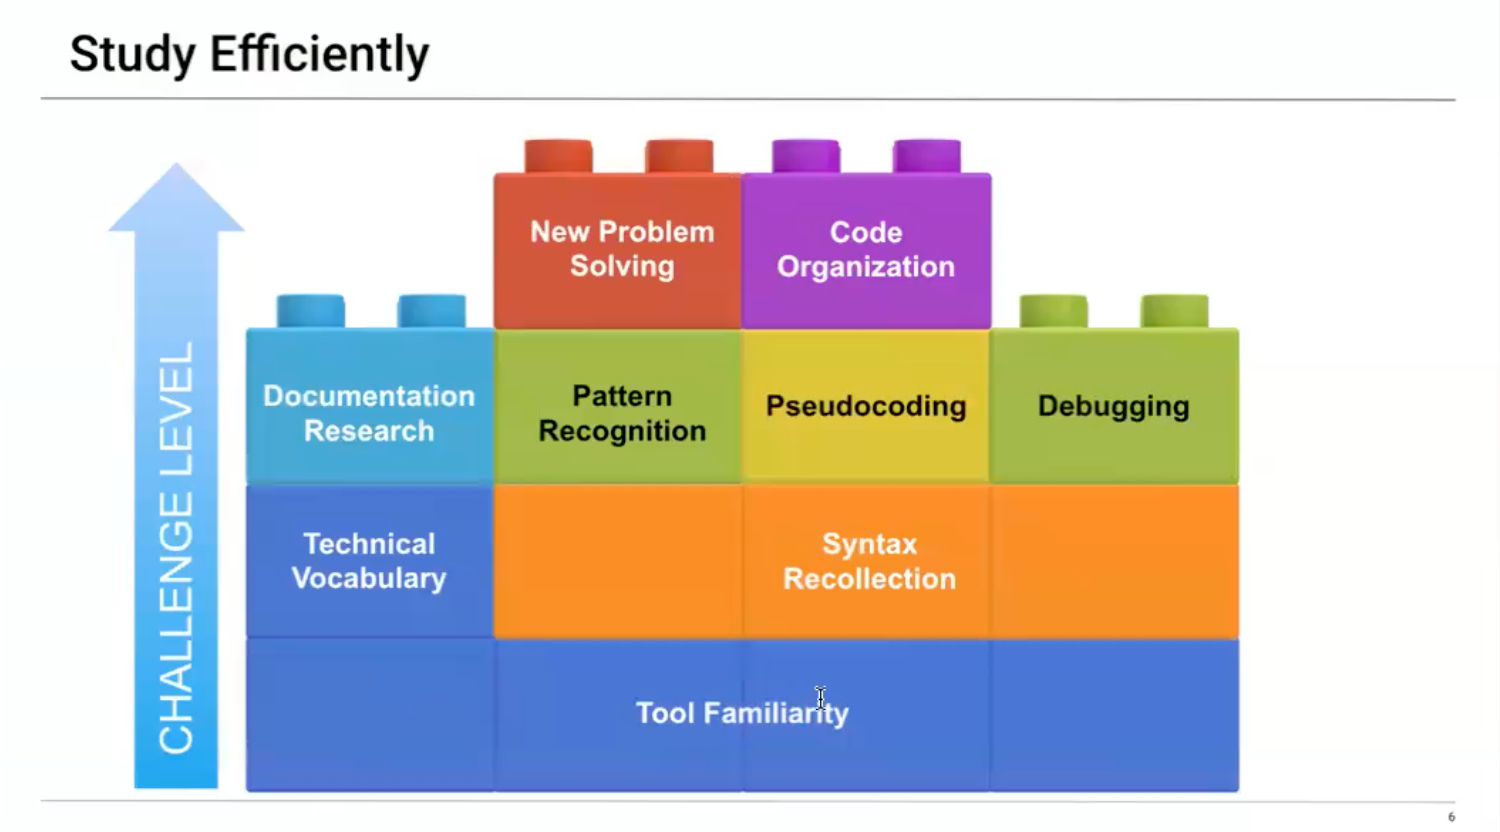 Study Efficiently
CHALLENGE LEVEL
New Problem
Solving
Code
Organization
Documentation
Research
Pattern
Recognition
Pseudocoding
Debugging
Technical
Vocabulary
Syntax
Recollection
Tool Familiarity
6